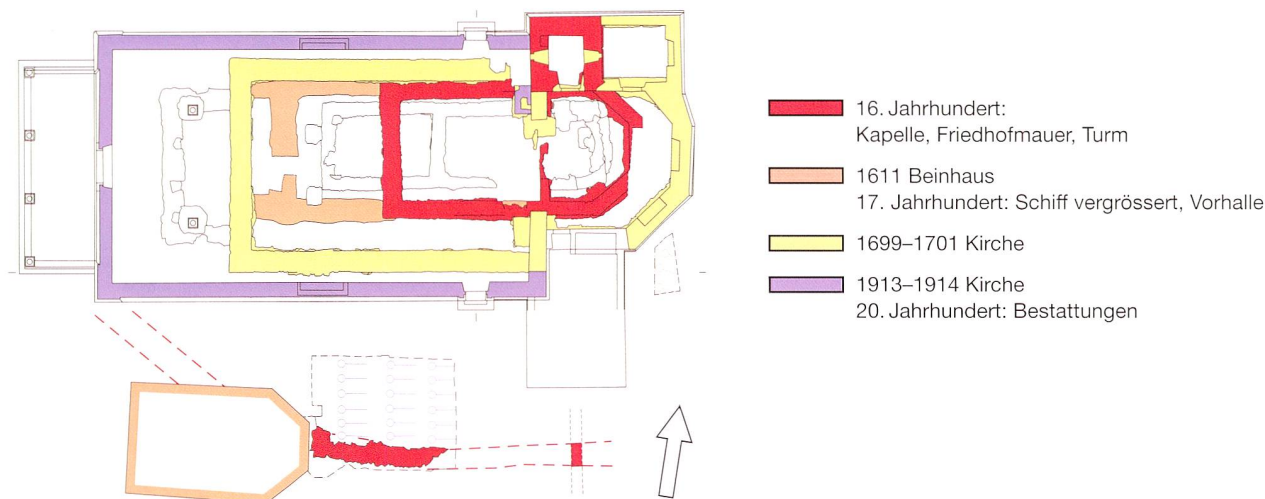 16. Jahrhundert:
Kapelle, Friedhofmauer, Turm
1611 Beinhaus
17. Jahrhundert: Schiff vergrössert, Vorhalle
1699–1701 Kirche
1913–1914 Kirche
20. Jahrhundert: Bestattungen